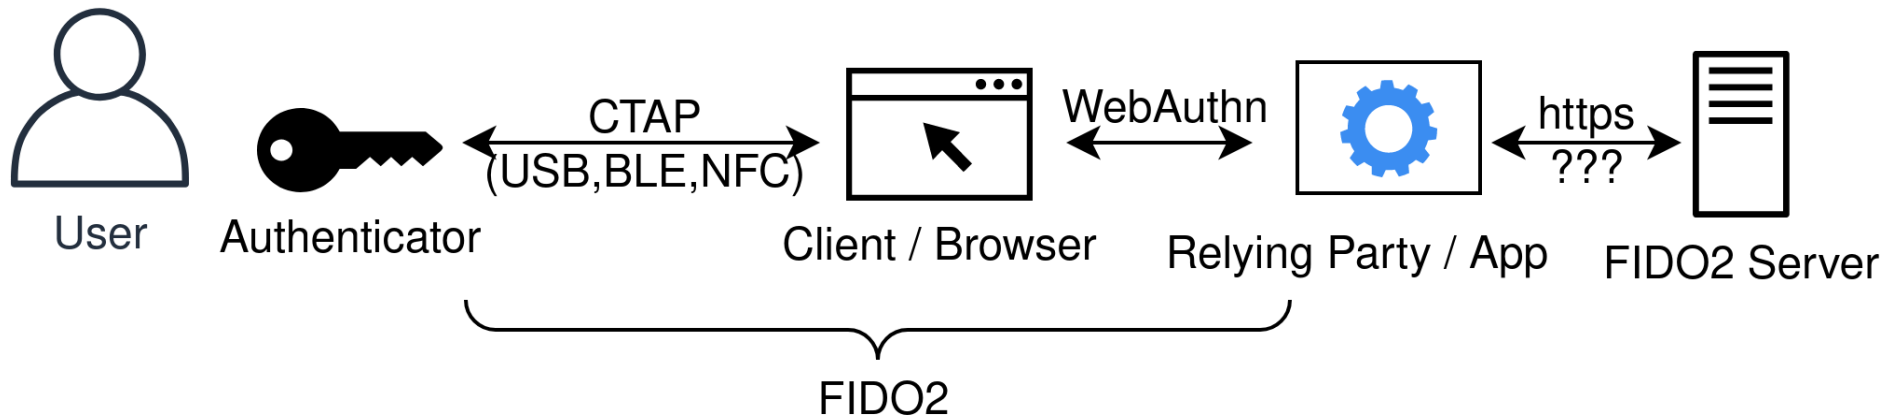 User
Authenticator
CTAP
(USB,BLE,NFC)
Client / Browser
WebAuthn
Relying Party / App
https
???
FIDO2 Server
FIDO2